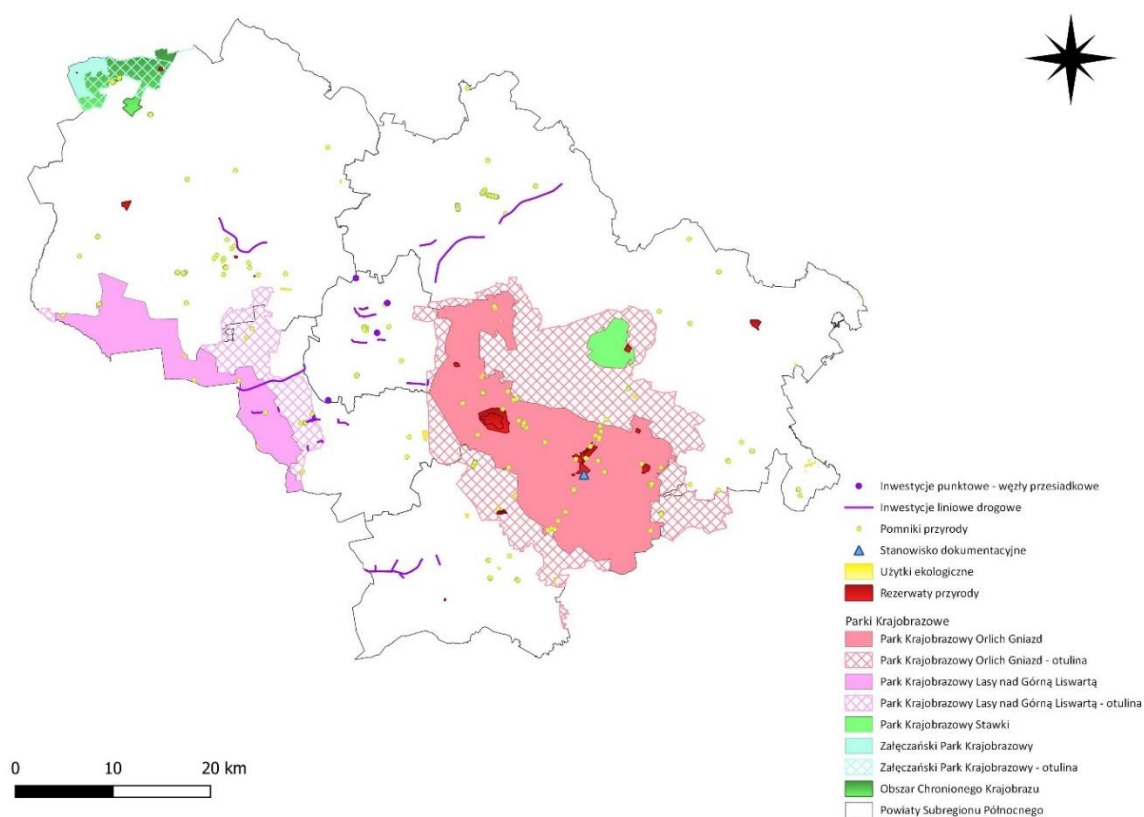 Inwestycje punktowe - węzły przesiadkowe
Inwestycje liniowe drogowe
Pomniki przyrody
Stanowisko dokumentacyjne
Użytki ekologiczne
Rezerwaty przyrody
Parki Krajobrazowe
Park Krajobrazowy Orlich Gniazd
Park Krajobrazowy Orlich Gniazd - otulina
Park Krajobrazowy Lasy nad Górną Liswartą
Park Krajobrazowy Lasy nad Górną Liswartą - otulina
Park Krajobrazowy Stawki
Załęczański Park Krajobrazowy
Załęczański Park Krajobrazowy - otulina
Obszar Chronionego Krajobrazu
Powiaty Subregionu Północnego
0 10 20 km